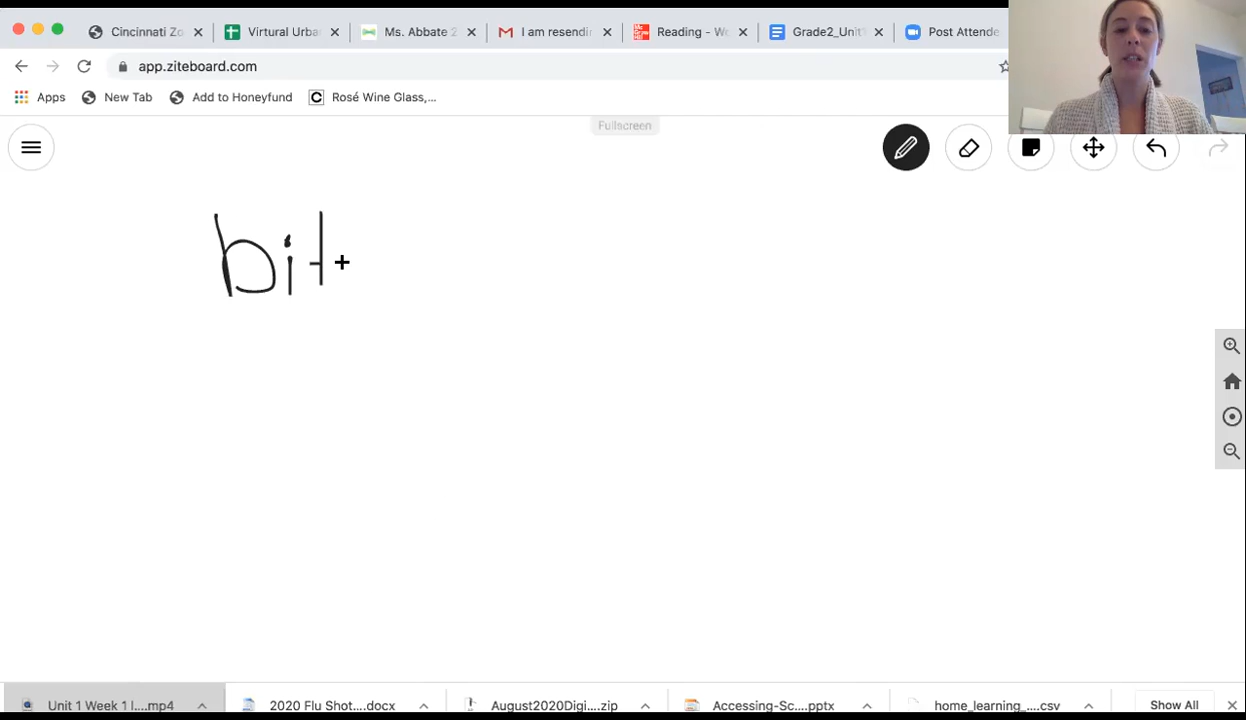 Cincinnati Zo
Virtural Urba
Ms. Abbate 2
I am resendin
Reading - W
Grade2_Unit
Post Attende
app.ziteboard.com
Apps
New Tab
Add to Honeyfund
Rosé Wine Glass,...
Fullscreen
bit
Unit 1 Week 1 l....mp4
2020 Flu Shot....docx
August2020Digi....zip
Accessing-Sc....pptx
home_learning_....csv
Show All